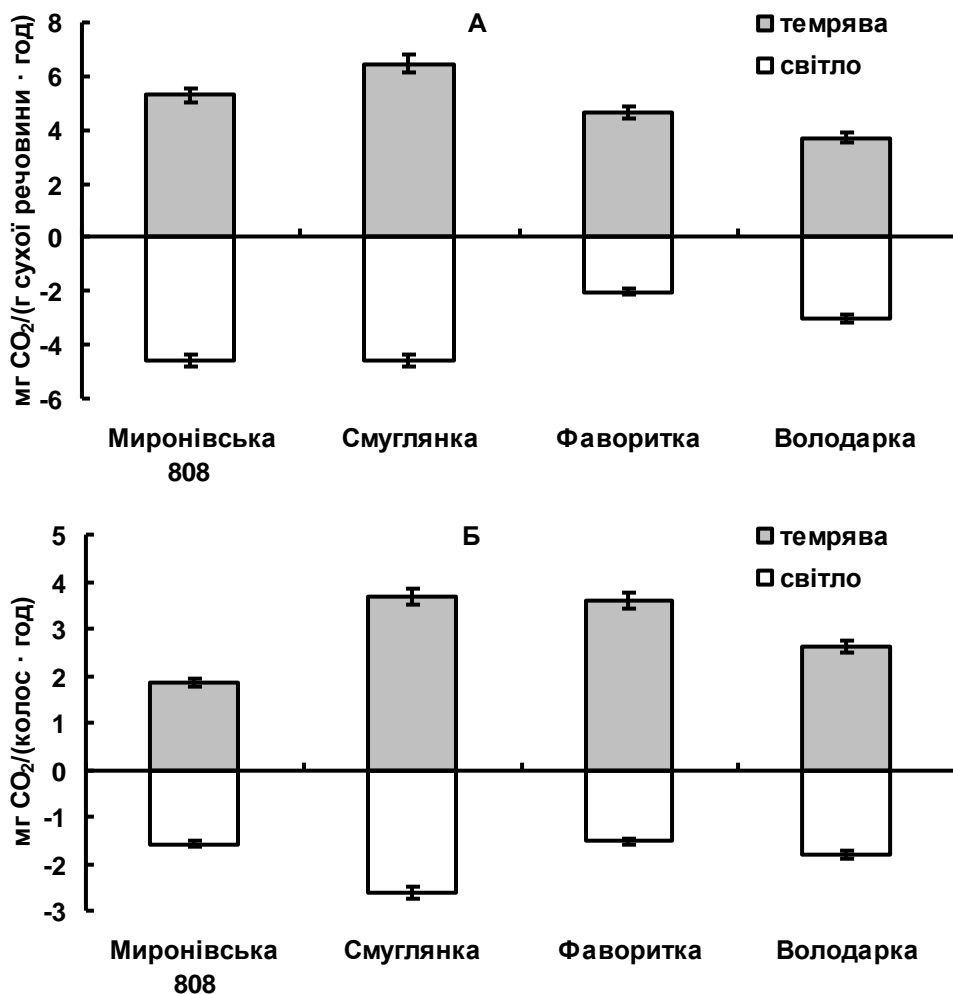 А
темрява
світло
мг CO₂/(г сухої речовини · год)
8
6
4
2
0
-2
-4
-6
Миронівська 808
Смуглянка
Фаворитка
Володарка
Б
темрява
світло
мг CO₂/(колос · год)
5
4
3
2
1
0
-1
-2
-3
Миронівська 808
Смуглянка
Фаворитка
Володарка